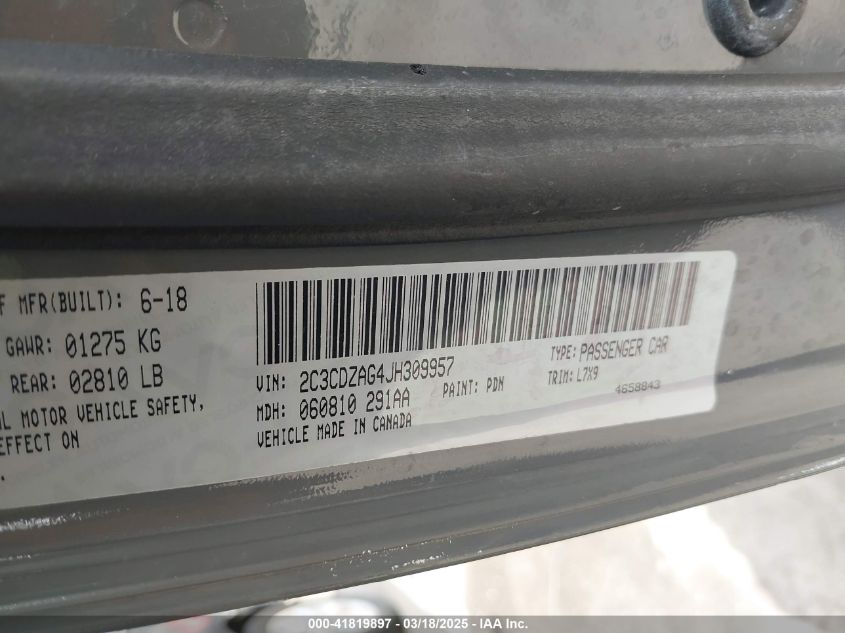 F MFR(BUILT): 6-18
GAWR: 01275 KG
REAR: 02810 LB
L MOTOR VEHICLE SAFETY,
EFFECT ON
VIN: 2C3CDZAG4JH309957
TYPE: PASSENGER CAR
MDH: 060810 291AA
PAINT: PDN
TRIM: L7X9
VEHICLE MADE IN CANADA
4658843
000-41819897 - 03/18/2025 - IAA Inc.